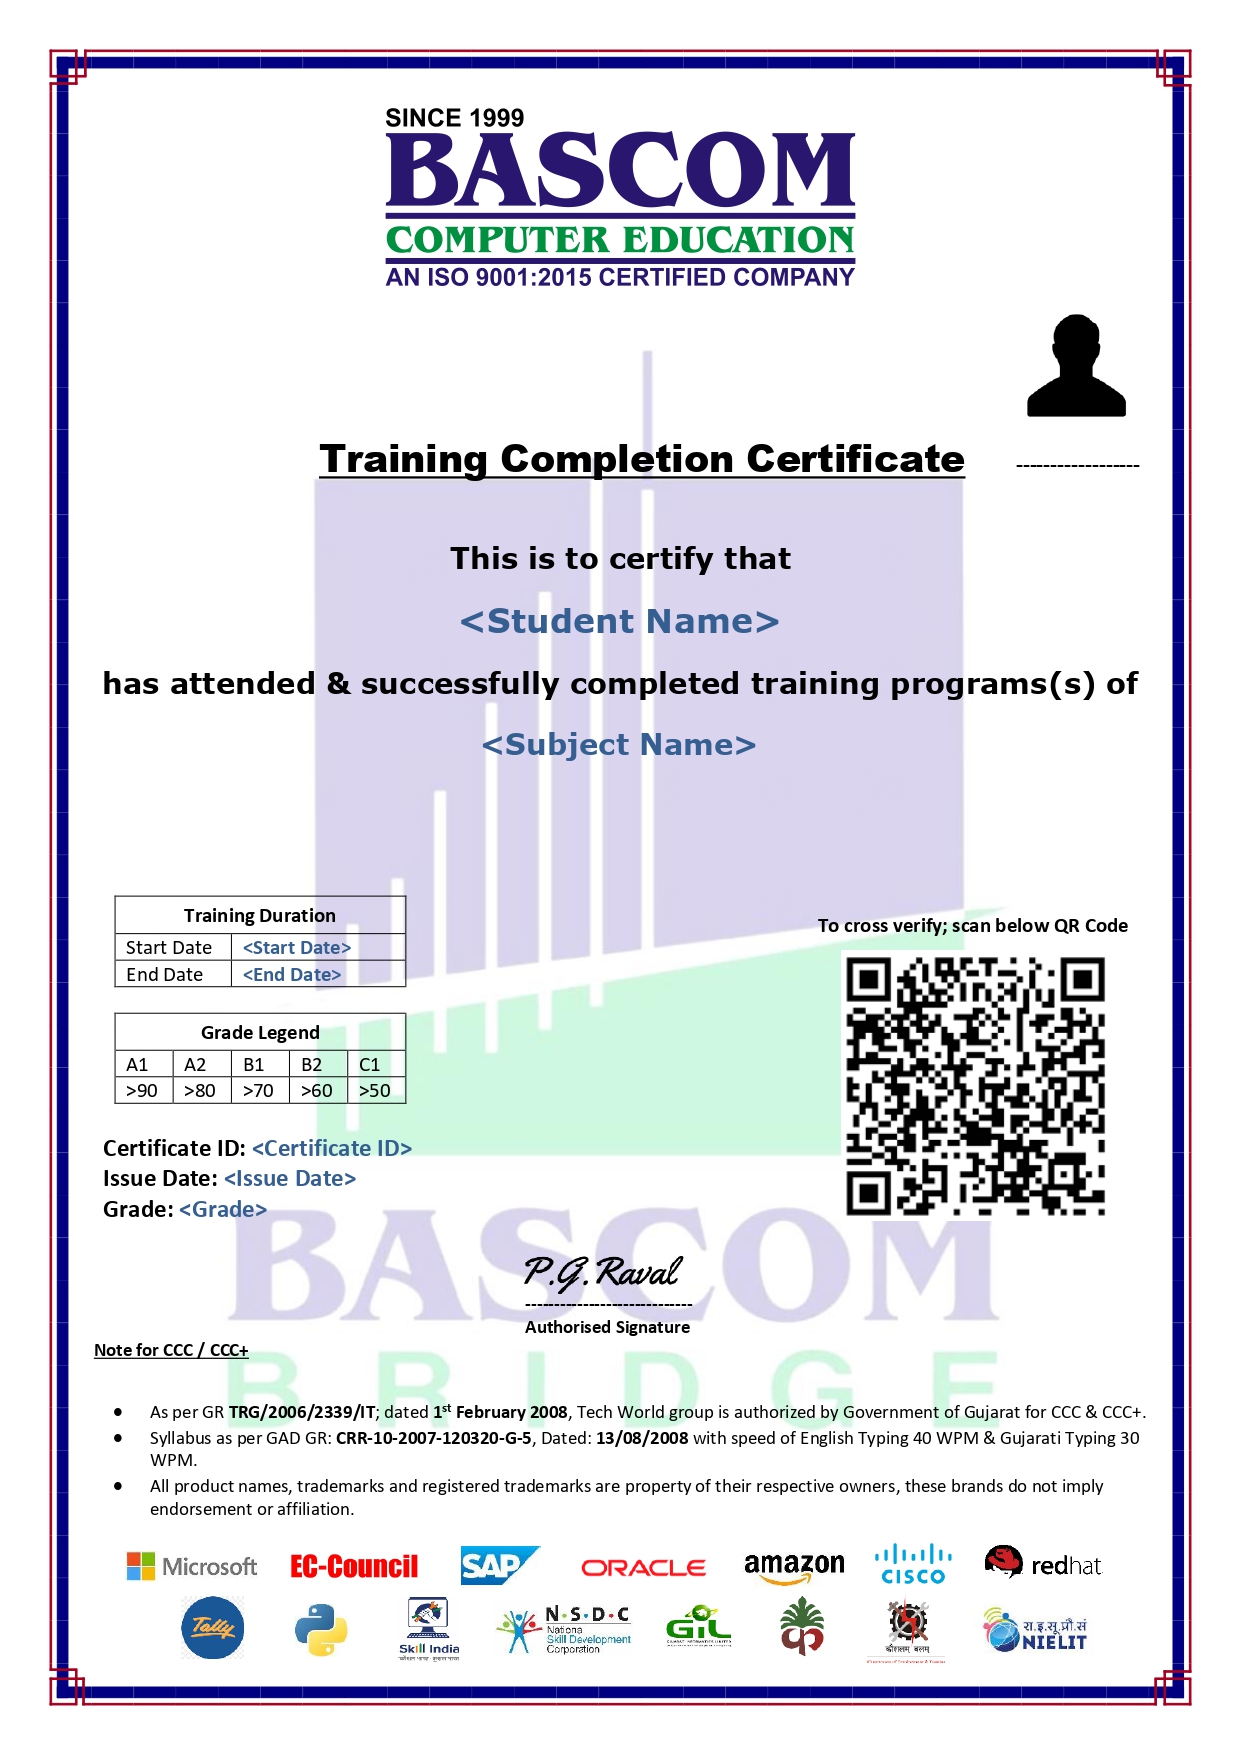 SINCE 1999
BASCOM
COMPUTER EDUCATION
AN ISO 9001:2015 CERTIFIED COMPANY
Training Completion Certificate
-------------------
This is to certify that
<Student Name>
has attended & successfully completed training programs(s) of
<Subject Name>
Training Duration
Start Date <Start Date>
End Date <End Date>
To cross verify; scan below QR Code
Grade Legend
A1 A2 B1 B2 C1
>90 >80 >70 >60 >50
Certificate ID: <Certificate ID>
Issue Date: <Issue Date>
Grade: <Grade>
BASCOM
BRIDGE
P.G. Raval
-----------------------------
Authorised Signature
Note for CCC / CCC+
• As per GR TRG/2006/2339/IT; dated 1st February 2008, Tech World group is authorized by Government of Gujarat for CCC & CCC+.
• Syllabus as per GAD GR: CRR-10-2007-120320-G-5, Dated: 13/08/2008 with speed of English Typing 40 WPM & Gujarati Typing 30
WPM.
• All product names, trademarks and registered trademarks are property of their respective owners, these brands do not imply
endorsement or affiliation.
Microsoft EC-Council SAP ORACLE amazon CISCO redhat
Tally Skill India N·S·D·C National Skill Development Corporation GIL कौशलम् बलम् रा.इ.सू.प्रौ.सं NIELIT